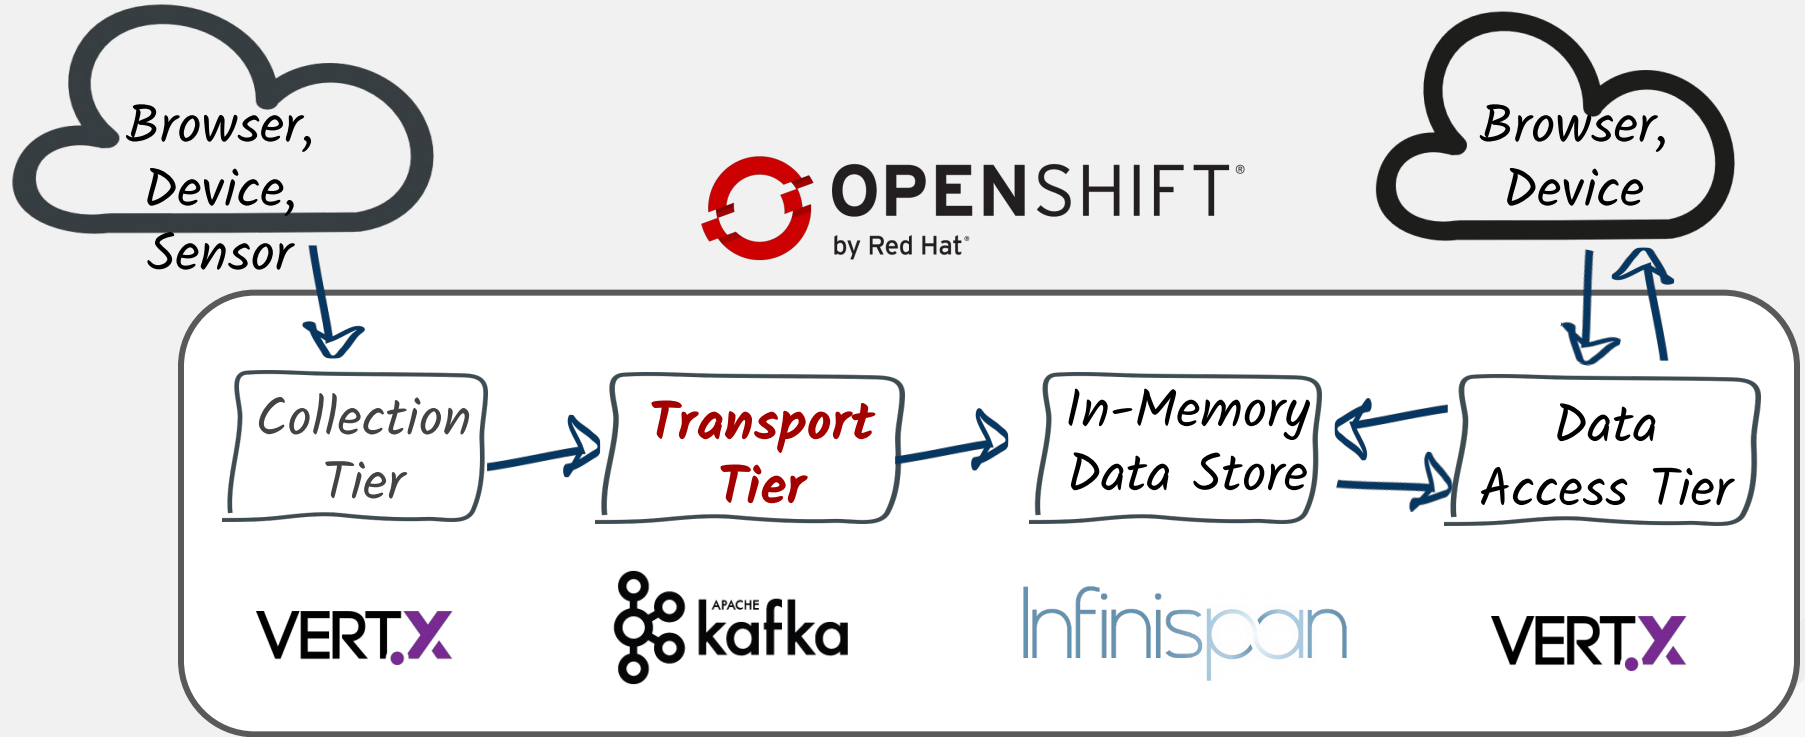 Browser,
Device,
Sensor
OPENSHIFT®
by Red Hat®
Browser,
Device
Collection
Tier
Transport
Tier
In-Memory
Data Store
Data
Access Tier
VERT.X
APACHE
kafka
Infinispan
VERT.X